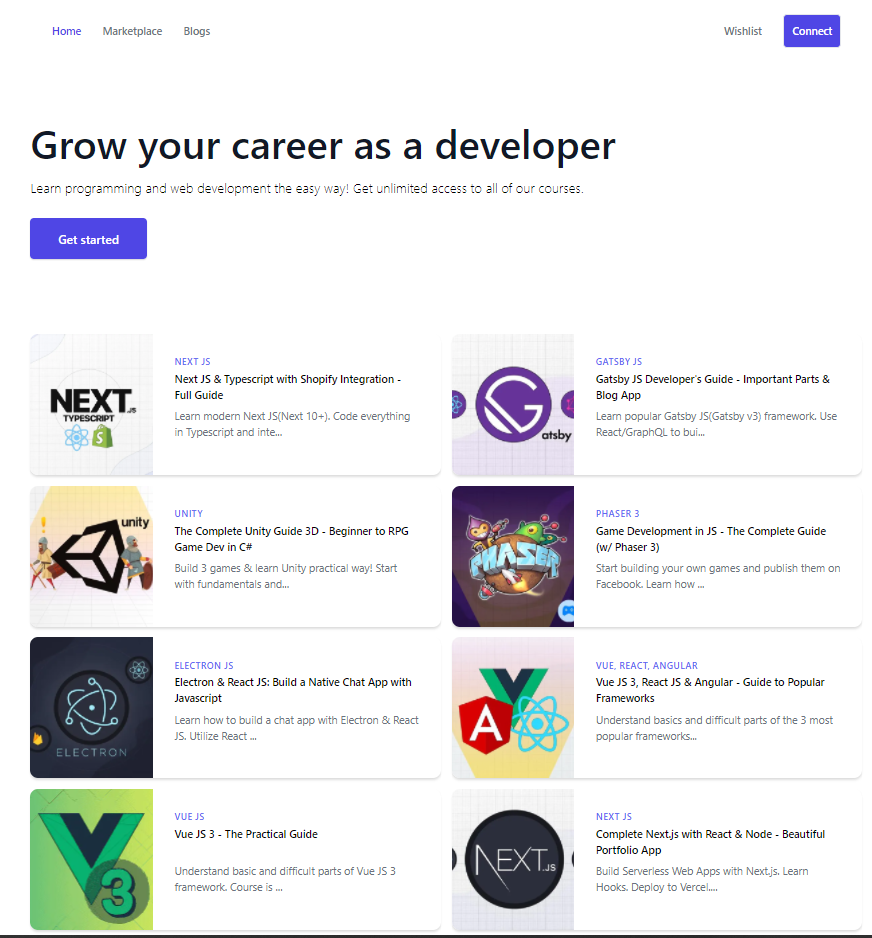 Home Marketplace Blogs Wishlist Connect
Grow your career as a developer
Learn programming and web development the easy way! Get unlimited access to all of our courses.
Get started
NEXT.JS
TYPESCRIPT
NEXT JS
Next JS & Typescript with Shopify Integration -
Full Guide
Learn modern Next JS(Next 10+). Code everything
in Typescript and inte...
atsby
GATSBY JS
Gatsby JS Developer's Guide - Important Parts &
Blog App
Learn popular Gatsby JS(Gatsby v3) framework. Use
React/GraphQL to bui...
unity
UNITY
The Complete Unity Guide 3D - Beginner to RPG
Game Dev in C#
Build 3 games & learn Unity practical way! Start
with fundamentals and...
PHASER
PHASER 3
Game Development in JS - The Complete Guide
(w/ Phaser 3)
Start building your own games and publish them on
Facebook. Learn how ...
ELECTRON
ELECTRON JS
Electron & React JS: Build a Native Chat App with
Javascript
Learn how to build a chat app with Electron & React
JS. Utilize React ...
A
VUE, REACT, ANGULAR
Vue JS 3, React JS & Angular - Guide to Popular
Frameworks
Understand basics and difficult parts of the 3 most
popular frameworks...
3
VUE JS
Vue JS 3 - The Practical Guide
Understand basic and difficult parts of Vue JS 3
framework. Course is ...
NEXT.JS
NEXT JS
Complete Next.js with React & Node - Beautiful
Portfolio App
Build Serverless Web Apps with Next.js. Learn
Hooks. Deploy to Vercel....